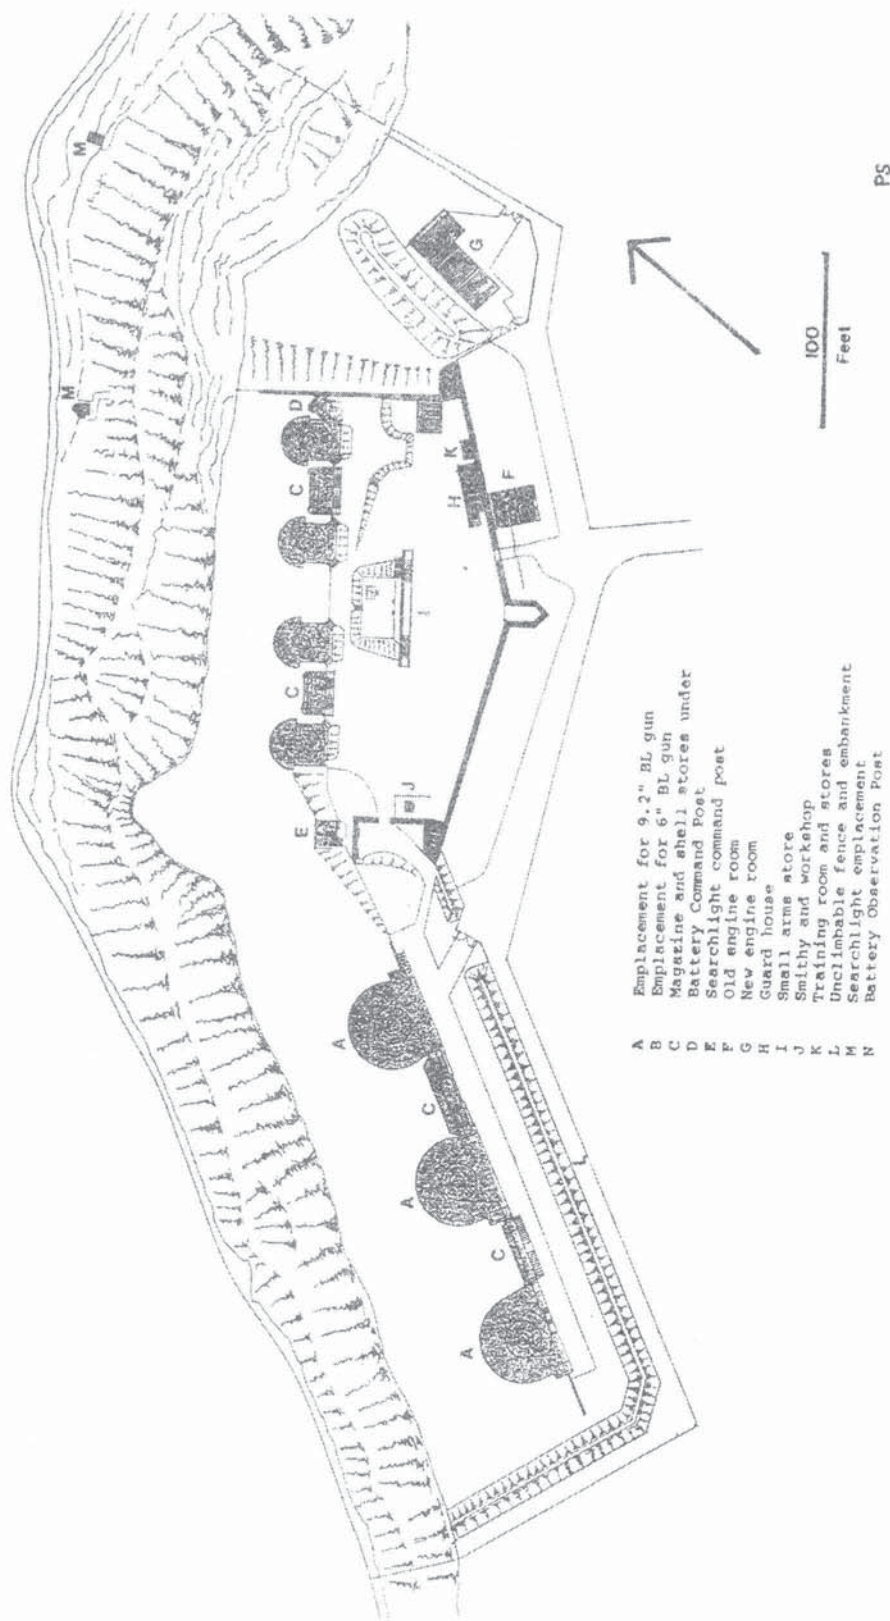 M
M
D
C
C
E
J
I
H
K
F
G
A
C
A
C
A
A Emplacement for 9.2" BL gun
B Emplacement for 6" BL gun
C Magazine and shell stores under
D Battery Command Post
E Searchlight command post
F Old engine room
G New engine room
H Guard house
I Small arms store
J Smithy and workshop
K Training room and stores
L Unclimbable fence and embankment
M Searchlight emplacement
N Battery Observation Post
100
Feet
PS